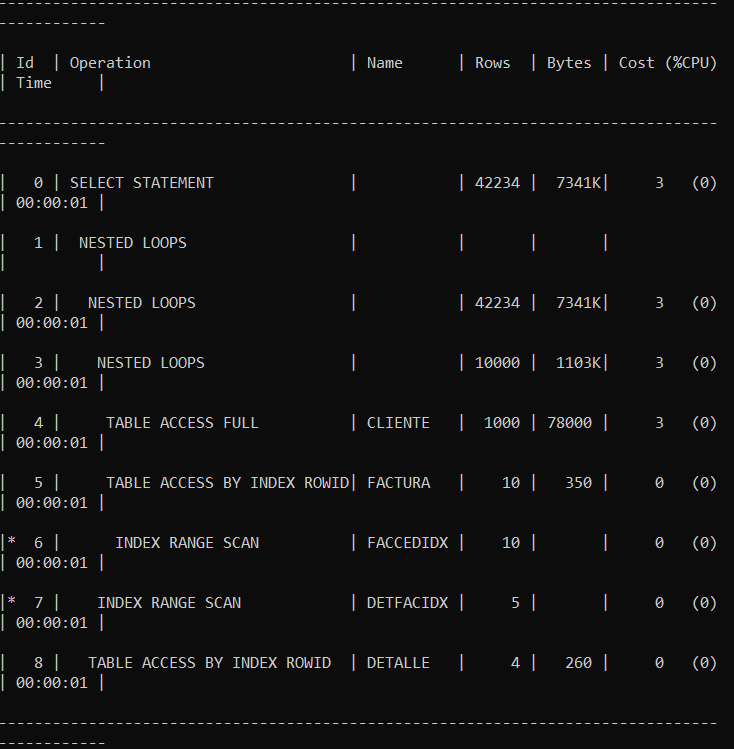 --------------------------------------------------------------------------------
------------
| Id  | Operation                      | Name      | Rows  | Bytes | Cost (%CPU)
| Time     |
--------------------------------------------------------------------------------
------------
|   0 | SELECT STATEMENT               |           | 42234 |  7341K|     3   (0)
| 00:00:01 |
|   1 |  NESTED LOOPS                  |           |       |       |
|          |
|   2 |   NESTED LOOPS                 |           | 42234 |  7341K|     3   (0)
| 00:00:01 |
|   3 |    NESTED LOOPS                |           | 10000 |  1103K|     3   (0)
| 00:00:01 |
|   4 |     TABLE ACCESS FULL          | CLIENTE   |  1000 | 78000 |     3   (0)
| 00:00:01 |
|   5 |     TABLE ACCESS BY INDEX ROWID| FACTURA   |    10 |   350 |     0   (0)
| 00:00:01 |
|*  6 |      INDEX RANGE SCAN          | FACCEDIDX |    10 |       |     0   (0)
| 00:00:01 |
|*  7 |    INDEX RANGE SCAN            | DETFACIDX |     5 |       |     0   (0)
| 00:00:01 |
|   8 |   TABLE ACCESS BY INDEX ROWID  | DETALLE   |     4 |   260 |     0   (0)
| 00:00:01 |
--------------------------------------------------------------------------------
------------